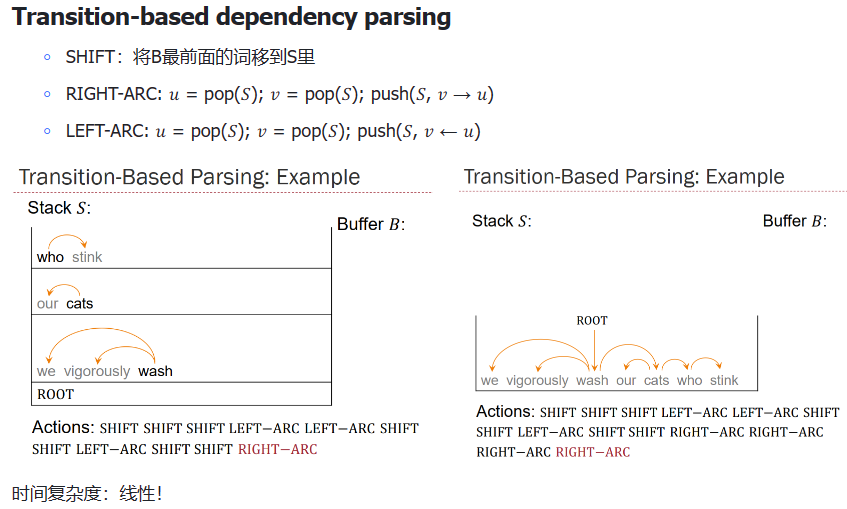 Transition-based dependency parsing
SHIFT：将B最前面的词移到S里
RIGHT-ARC: u = pop(S); v = pop(S); push(S, v → u)
LEFT-ARC: u = pop(S); v = pop(S); push(S, v ← u)
Transition-Based Parsing: Example
Stack S:
Buffer B:
who stink
our cats
we vigorously wash
ROOT
Actions: SHIFT SHIFT SHIFT LEFT−ARC LEFT−ARC SHIFT
SHIFT LEFT−ARC SHIFT SHIFT RIGHT−ARC
Transition-Based Parsing: Example
Stack S:
Buffer B:
ROOT
we vigorously wash our cats who stink
Actions: SHIFT SHIFT SHIFT LEFT−ARC LEFT−ARC SHIFT
SHIFT LEFT−ARC SHIFT SHIFT RIGHT−ARC RIGHT−ARC
RIGHT−ARC RIGHT−ARC
时间复杂度：线性！